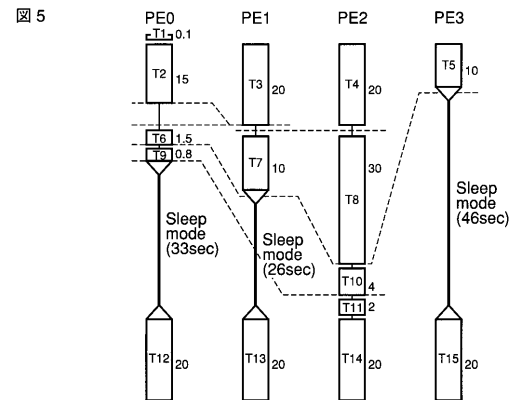 図 5
PE0 PE1 PE2 PE3
T1 0.1
T2 15
T3 20
T4 20
T5 10
T6 1.5
T9 0.8
T7 10
T8 30
Sleep
mode
(33sec)
Sleep
mode
(26sec)
Sleep
mode
(46sec)
T10 4
T11 2
T12 20
T13 20
T14 20
T15 20